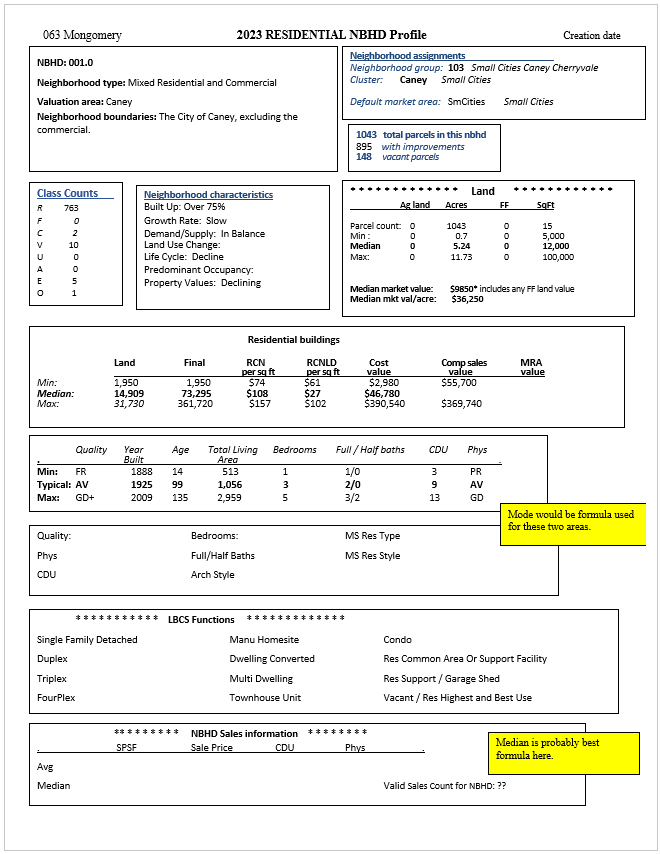 063 Mongomery 2023 RESIDENTIAL NBHD Profile Creation date
NBHD: 001.0
Neighborhood type: Mixed Residential and Commercial
Valuation area: Caney
Neighborhood boundaries: The City of Caney, excluding the
commercial.
Neighborhood assignments
Neighborhood group: 103 Small Cities Caney Cherryvale
Cluster: Caney Small Cities
Default market area: SmCities Small Cities
1043 total parcels in this nbhd
895 with improvements
148 vacant parcels
Class Counts
R 763
F 0
C 2
V 10
U 0
A 0
E 5
O 1
Neighborhood characteristics
Built Up: Over 75%
Growth Rate: Slow
Demand/Supply: In Balance
Land Use Change:
Life Cycle: Decline
Predominant Occupancy:
Property Values: Declining
* * * * * * * * * * * * Land * * * * * * * * * * * *
Ag land Acres FF SqFt
Parcel count: 0 1043 0 15
Min : 0 0.7 0 5,000
Median 0 5.24 0 12,000
Max: 0 11.73 0 100,000
Median market value: $9850* includes any FF land value
Median mkt val/acre: $36,250
Residential buildings
Land Final RCN RCNLD Cost Comp sales MRA
per sq ft per sq ft value value value
Min: 1,950 1,950 $74 $61 $2,980 $55,700
Median: 14,909 73,295 $108 $27 $46,780
Max: 31,730 361,720 $157 $102 $390,540 $369,740
Quality Year Age Total Living Bedrooms Full / Half baths CDU Phys
. Built Area .
Min: FR 1888 14 513 1 1/0 3 PR
Typical: AV 1925 99 1,056 3 2/0 9 AV
Max: GD+ 2009 135 2,959 5 3/2 13 GD
Mode would be formula used
for these two areas.
Quality: Bedrooms: MS Res Type
Phys Full/Half Baths MS Res Style
CDU Arch Style
* * * * * * * * * * * LBCS Functions * * * * * * * * * * * * *
Single Family Detached Manu Homesite Condo
Duplex Dwelling Converted Res Common Area Or Support Facility
Triplex Multi Dwelling Res Support / Garage Shed
FourPlex Townhouse Unit Vacant / Res Highest and Best Use
** * * * * * * * NBHD Sales information * * * * * * * *
. SPSF Sale Price CDU Phys .
Median is probably best
formula here.
Avg
Median Valid Sales Count for NBHD: ??